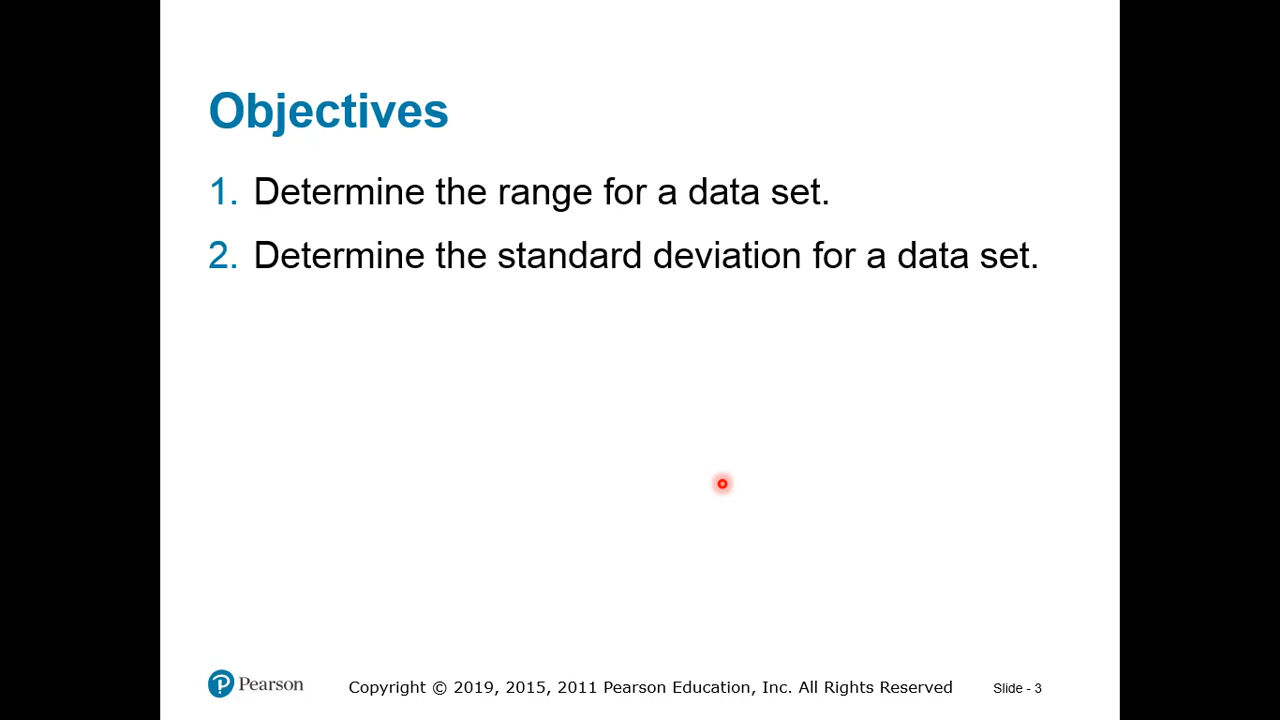 Objectives
1. Determine the range for a data set.
2. Determine the standard deviation for a data set.
Pearson
Copyright © 2019, 2015, 2011 Pearson Education, Inc. All Rights Reserved
Slide - 3